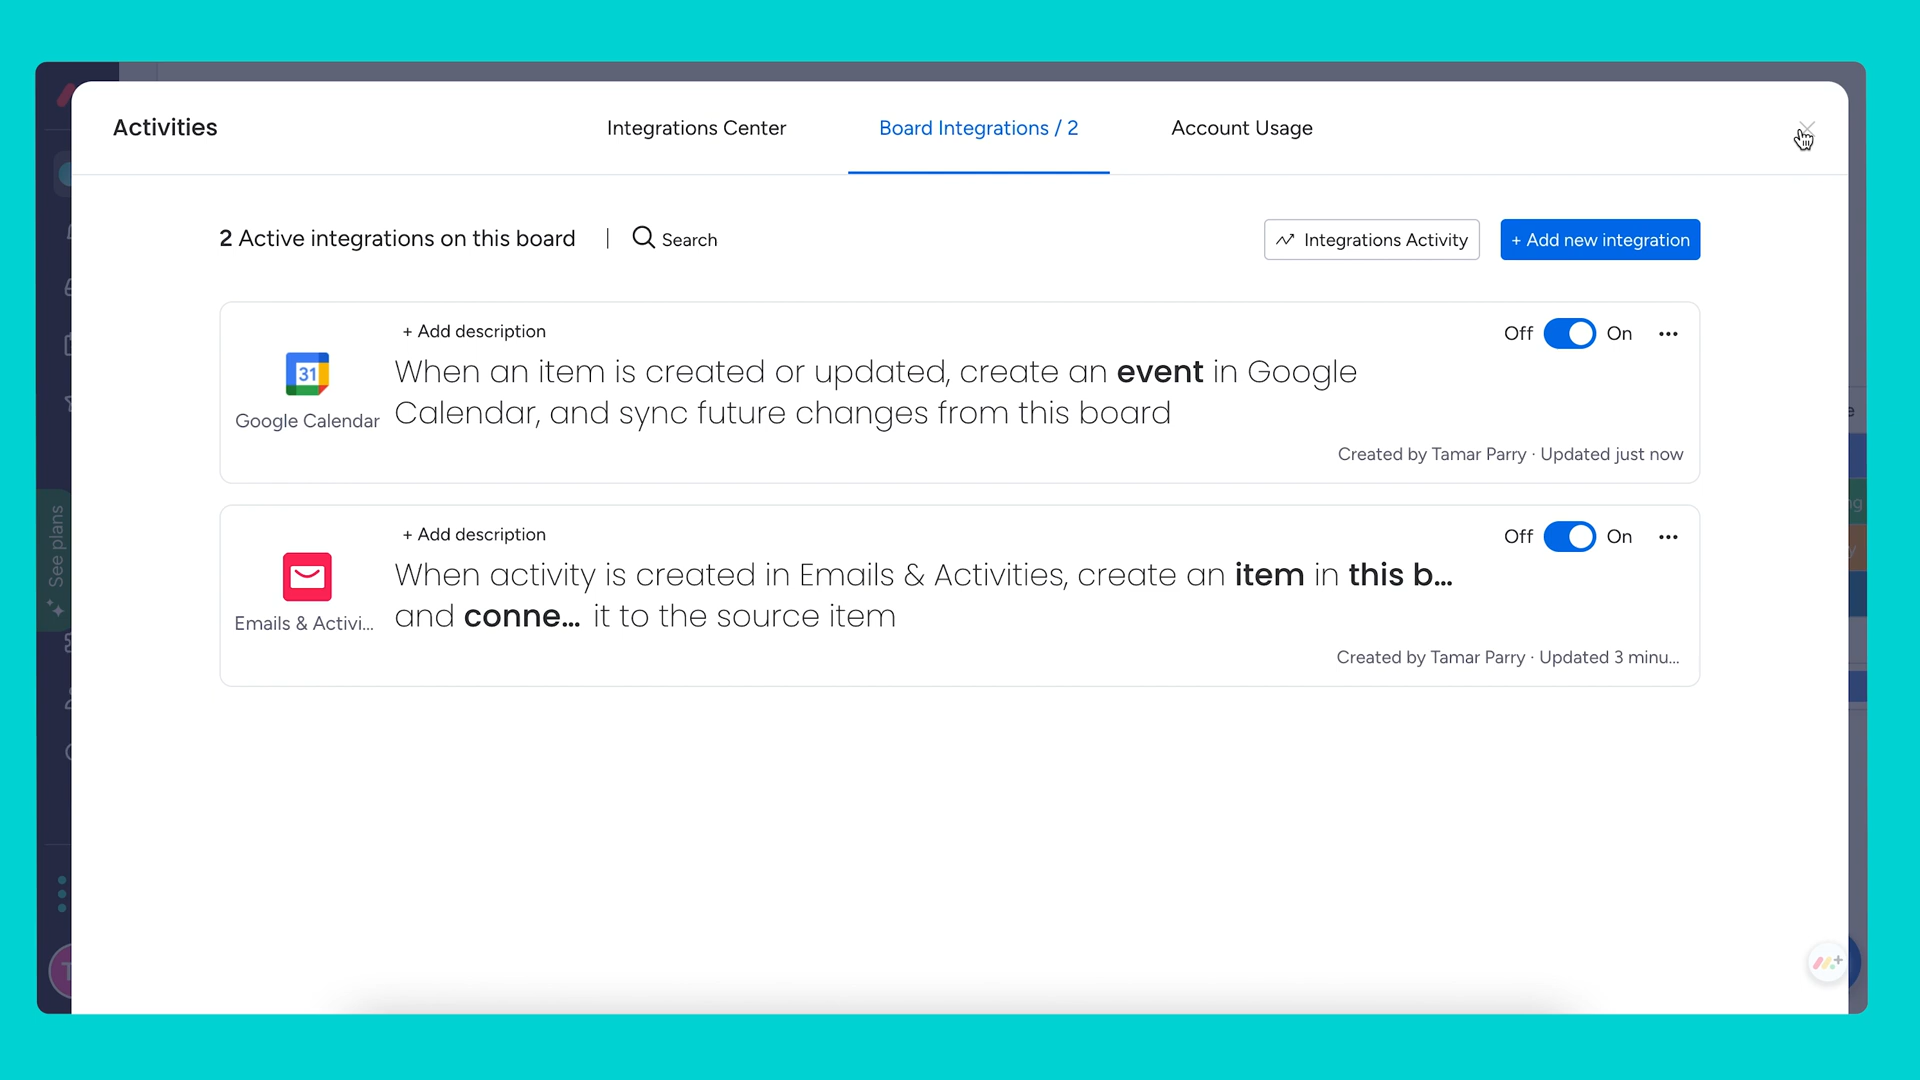 Activities
Integrations Center
Board Integrations / 2
Account Usage
2 Active integrations on this board | Search
Integrations Activity
+ Add new integration
+ Add description
Off On
31
Google Calendar
When an item is created or updated, create an event in Google
Calendar, and sync future changes from this board
Created by Tamar Parry · Updated just now
+ Add description
Off On
Emails & Activi...
When activity is created in Emails & Activities, create an item in this b...
and conne... it to the source item
Created by Tamar Parry · Updated 3 minu...
See plans